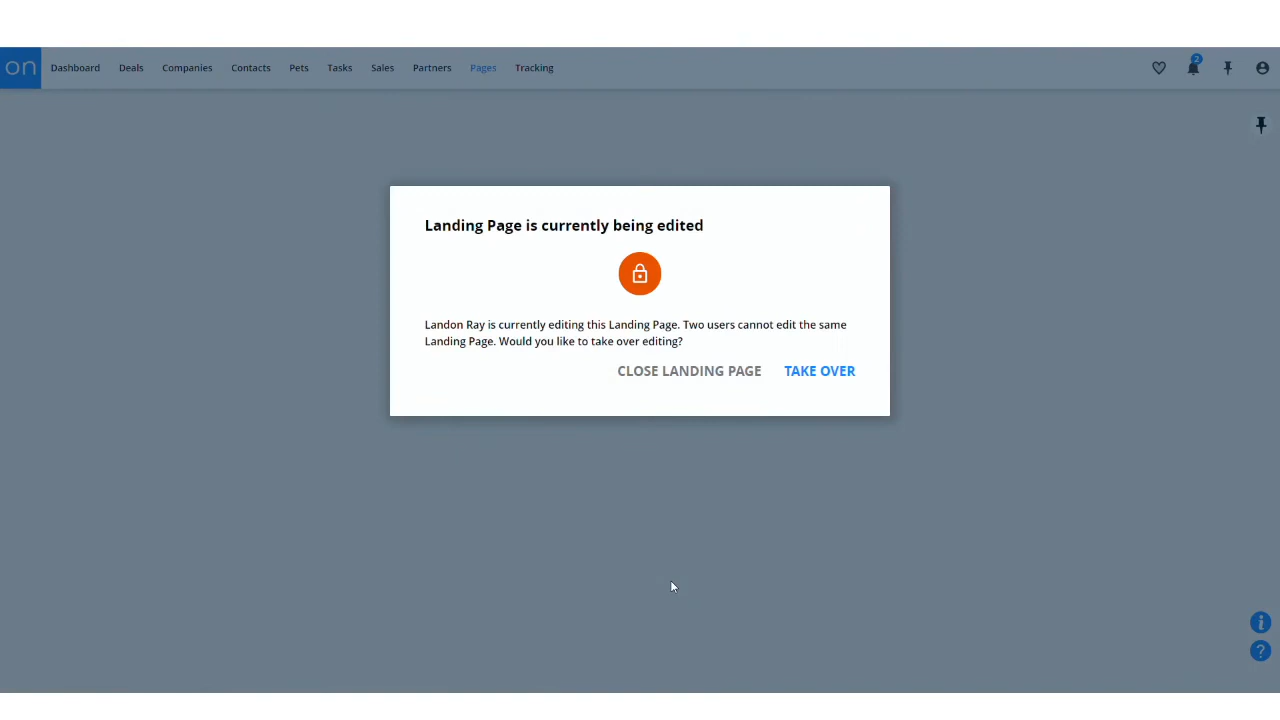 on Dashboard Deals Companies Contacts Pets Tasks Sales Partners Pages Tracking 2
Landing Page is currently being edited
Landon Ray is currently editing this Landing Page. Two users cannot edit the same
Landing Page. Would you like to take over editing?
CLOSE LANDING PAGE TAKE OVER
i
?